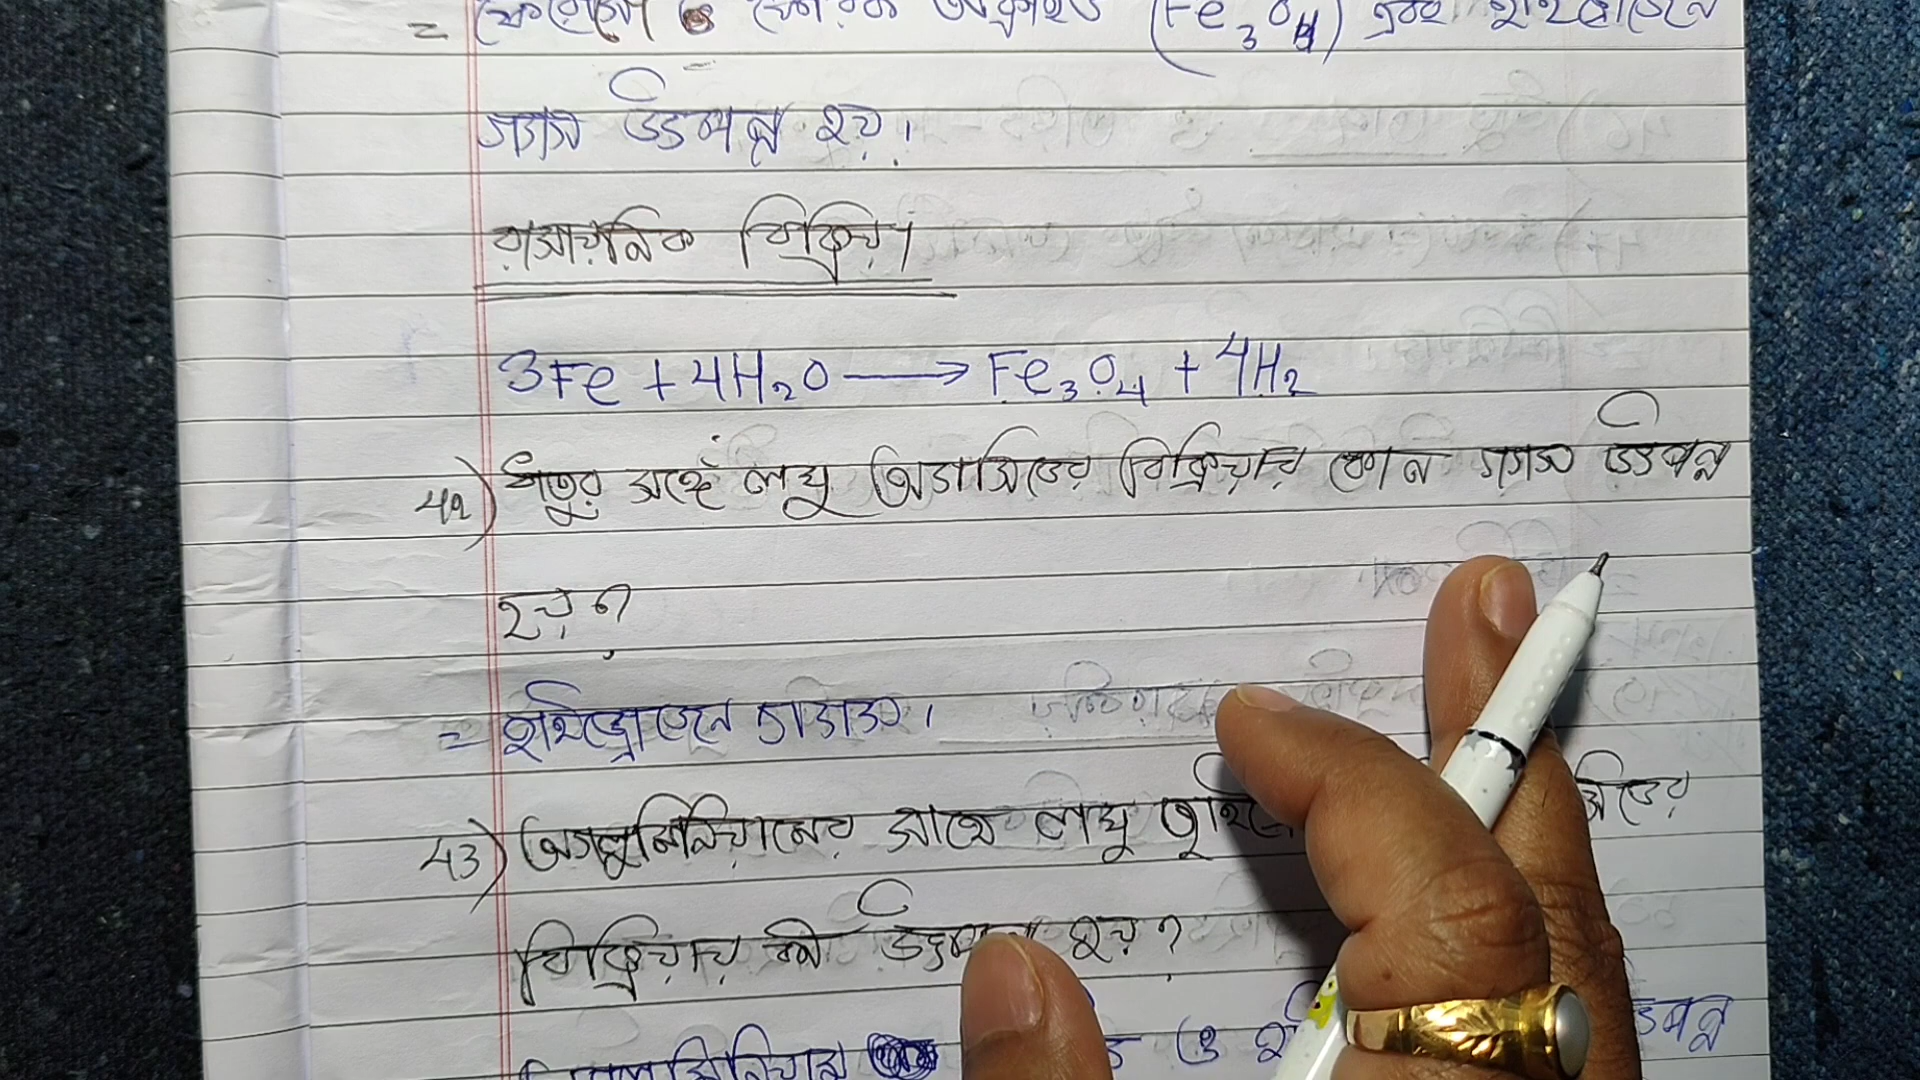 = ফেরাসো ফেরিক অক্সাইড (Fe₃O₄) এবং হাইড্রোজেন
গ্যাস উৎপন্ন হয়।
রাসায়নিক বিক্রিয়া
3Fe + 4H₂O ⟶ Fe₃O₄ + 4H₂
42) ধাতুর সঙ্গে লঘু অ্যাসিডের বিক্রিয়ায় কোন গ্যাস উৎপন্ন
হয়?
= হাইড্রোজেন গ্যাস।
43) অ্যালুমিনিয়ামের সাথে লঘু
বিক্রিয়ায় কী উৎপন্ন হয়?
ও উৎপন্ন